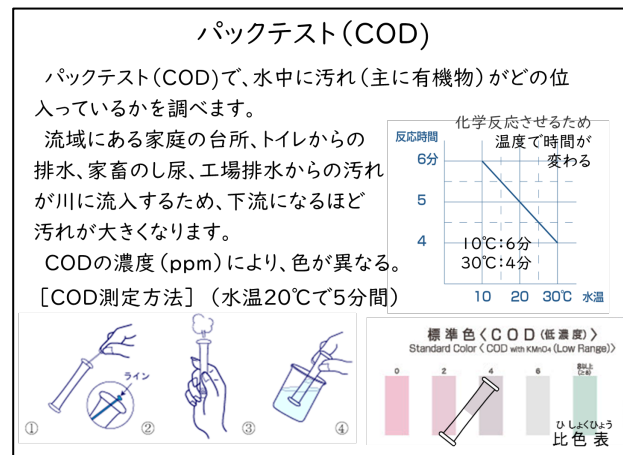 パックテスト(COD)
パックテスト(COD)で、水中に汚れ(主に有機物)がどの位
入っているかを調べます。
流域にある家庭の台所、トイレからの
排水、家畜のし尿、工場排水からの汚れ
が川に流入するため、下流になるほど
汚れが大きくなります。
CODの濃度(ppm)により、色が異なる。
[COD測定方法] (水温20℃で5分間)
化学反応させるため
温度で時間が
変わる
反応時間
6分
5
4
10℃:6分
30℃:4分
10 20 30℃ 水温
ライン
① ② ③ ④
標準色〈COD(低濃度)〉
Standard Color〈COD with KMnO4 (Low Range)〉
0 2 4 6 8以上
ひしょくひょう
比色表